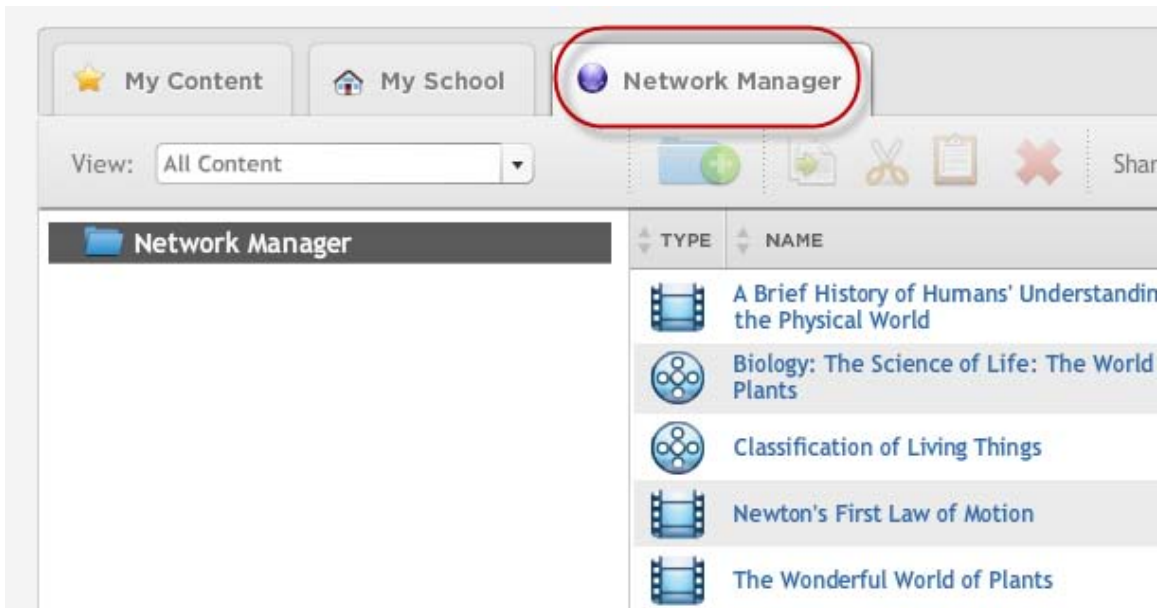 My Content
My School
Network Manager
View:
All Content
Shar
Network Manager
TYPE
NAME
A Brief History of Humans' Understandin
the Physical World
Biology: The Science of Life: The World
Plants
Classification of Living Things
Newton's First Law of Motion
The Wonderful World of Plants